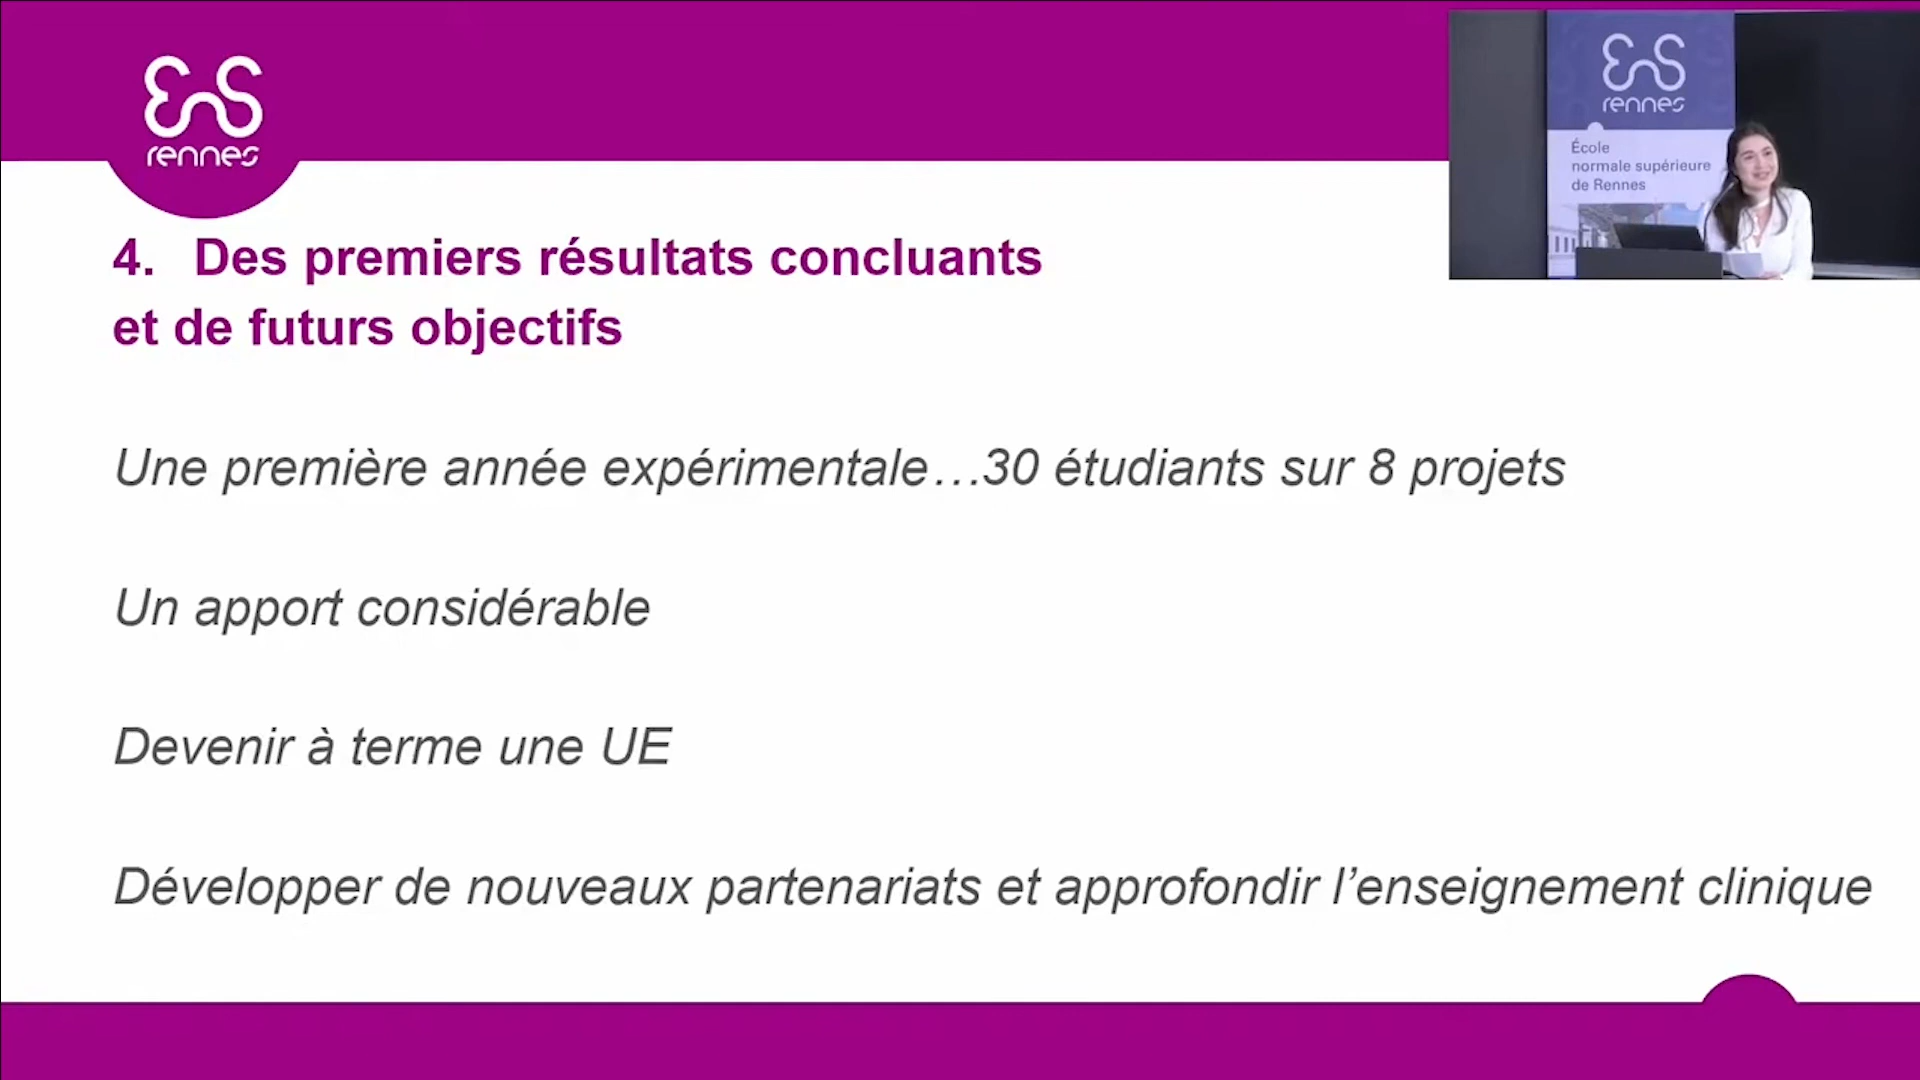 ENS
rennes
ENS
rennes
École
normale supérieure
de Rennes
4. Des premiers résultats concluants
et de futurs objectifs
Une première année expérimentale…30 étudiants sur 8 projets
Un apport considérable
Devenir à terme une UE
Développer de nouveaux partenariats et approfondir l’enseignement clinique